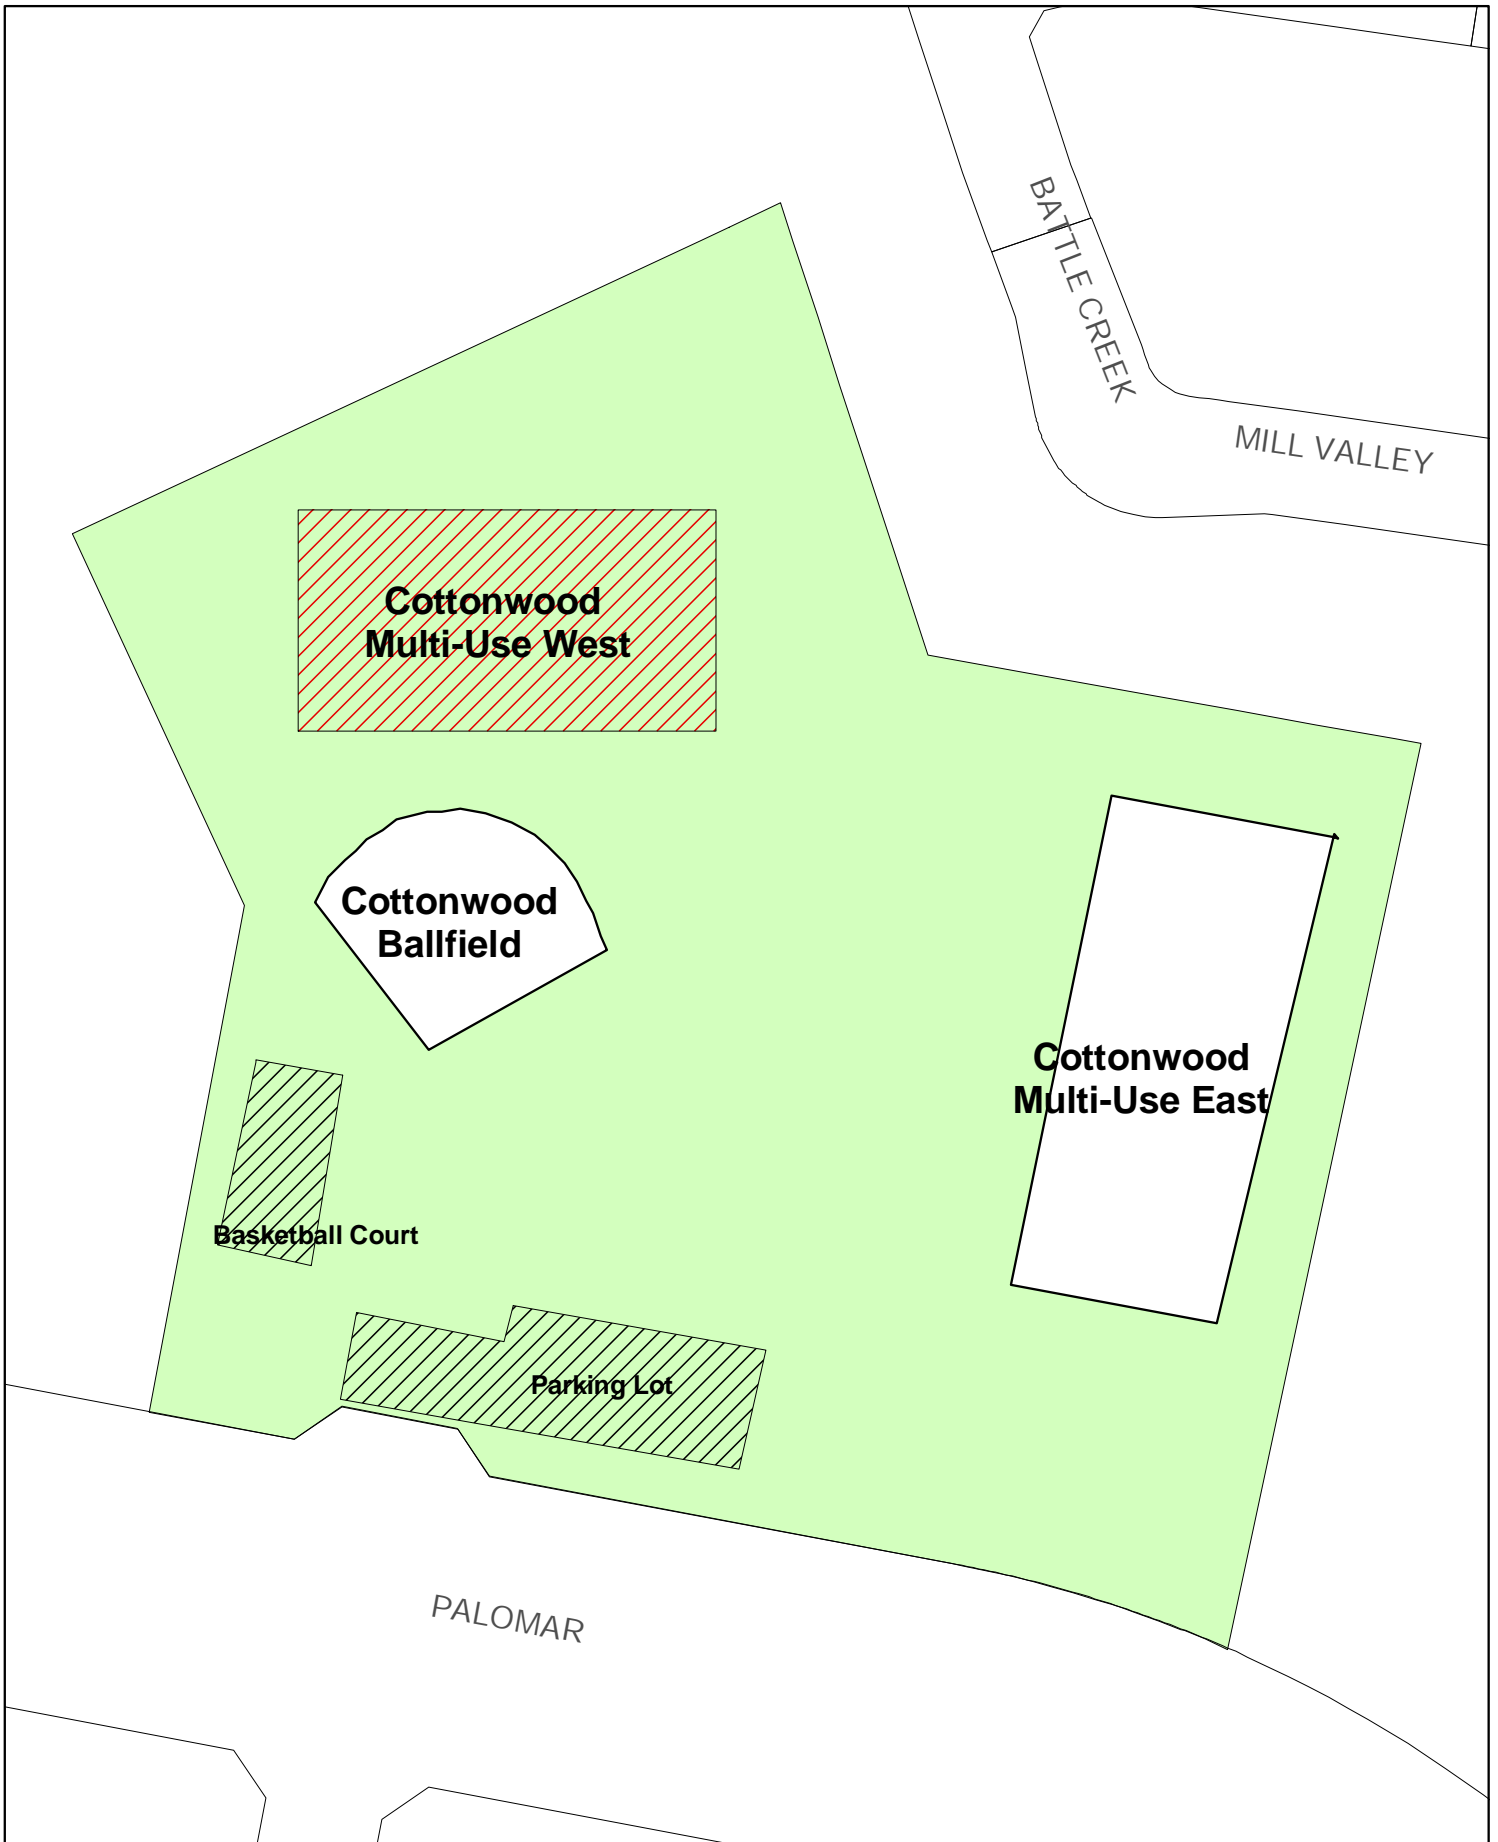 BATTLE CREEK
MILL VALLEY
Cottonwood
Multi-Use West
Cottonwood
Ballfield
Cottonwood
Multi-Use East
Basketball Court
Parking Lot
PALOMAR